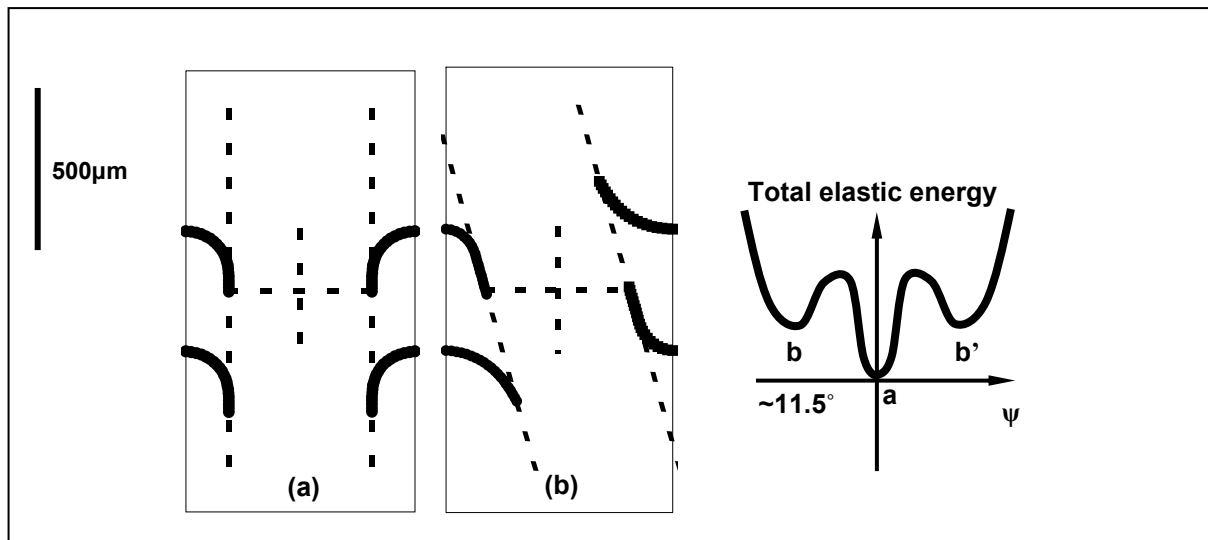 500µm
(a)
(b)
Total elastic energy
b
b’
a
~11.5°
ψ